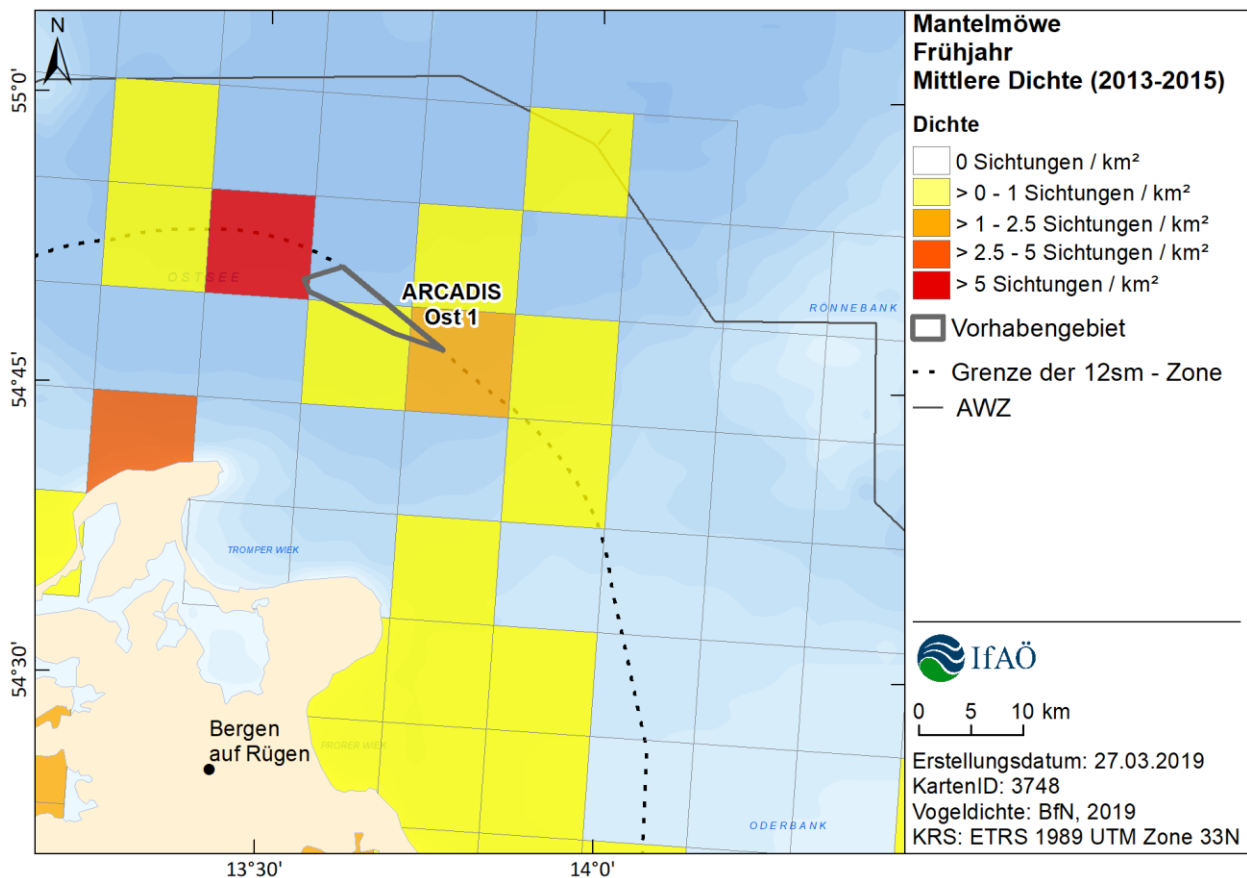 N
55°0'
54°45'
54°30'
13°30'
14°0'
OSTSEE
ARCADIS
Ost 1
RÖNNEBANK
TROMPER WIEK
Bergen
auf Rügen
PRORER WIEK
ODERBANK
Mantelmöwe
Frühjahr
Mittlere Dichte (2013-2015)
Dichte
0 Sichtungen / km²
> 0 - 1 Sichtungen / km²
> 1 - 2.5 Sichtungen / km²
> 2.5 - 5 Sichtungen / km²
> 5 Sichtungen / km²
Vorhabengebiet
Grenze der 12sm - Zone
AWZ
IfAÖ
0 5 10 km
Erstellungsdatum: 27.03.2019
KartenID: 3748
Vogeldichte: BfN, 2019
KRS: ETRS 1989 UTM Zone 33N